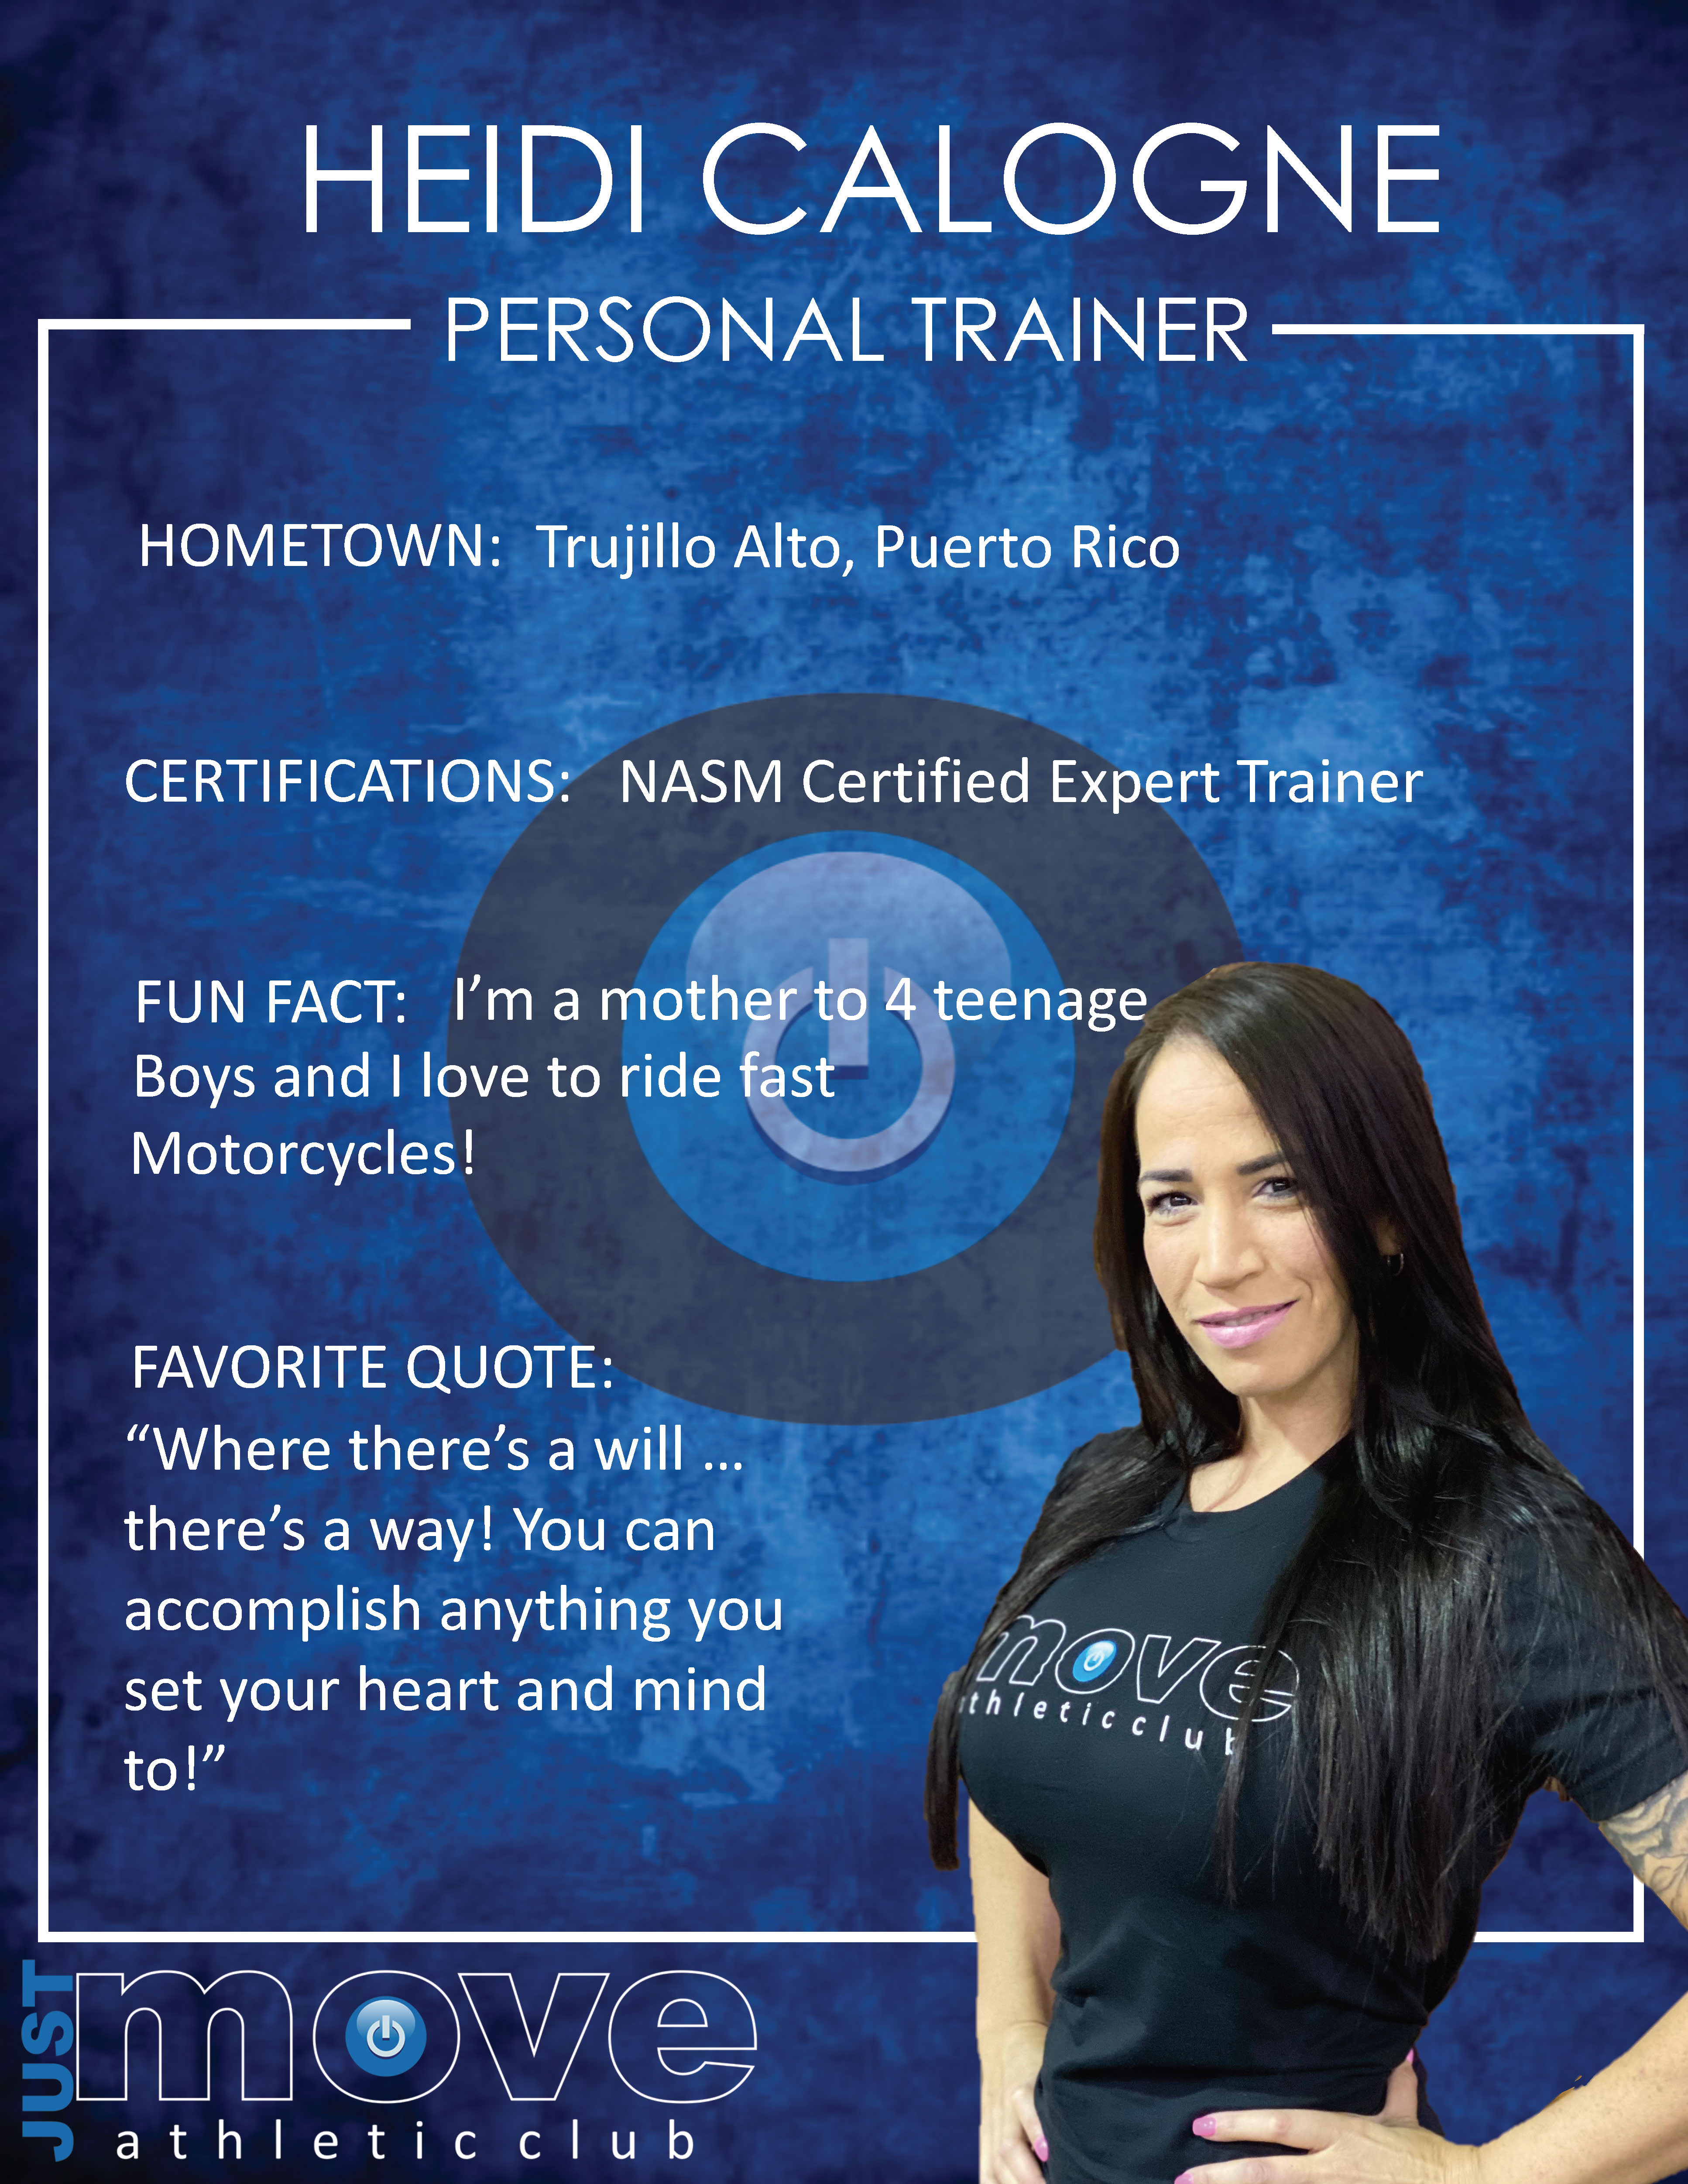 HEIDI CALOGNE
PERSONAL TRAINER
HOMETOWN: Trujillo Alto, Puerto Rico
CERTIFICATIONS: NASM Certified Expert Trainer
FUN FACT: I’m a mother to 4 teenage
Boys and I love to ride fast
Motorcycles!
FAVORITE QUOTE:
“Where there’s a will ...
there’s a way! You can
accomplish anything you
set your heart and mind
to!”
move
athletic club
JUST
move
athletic club